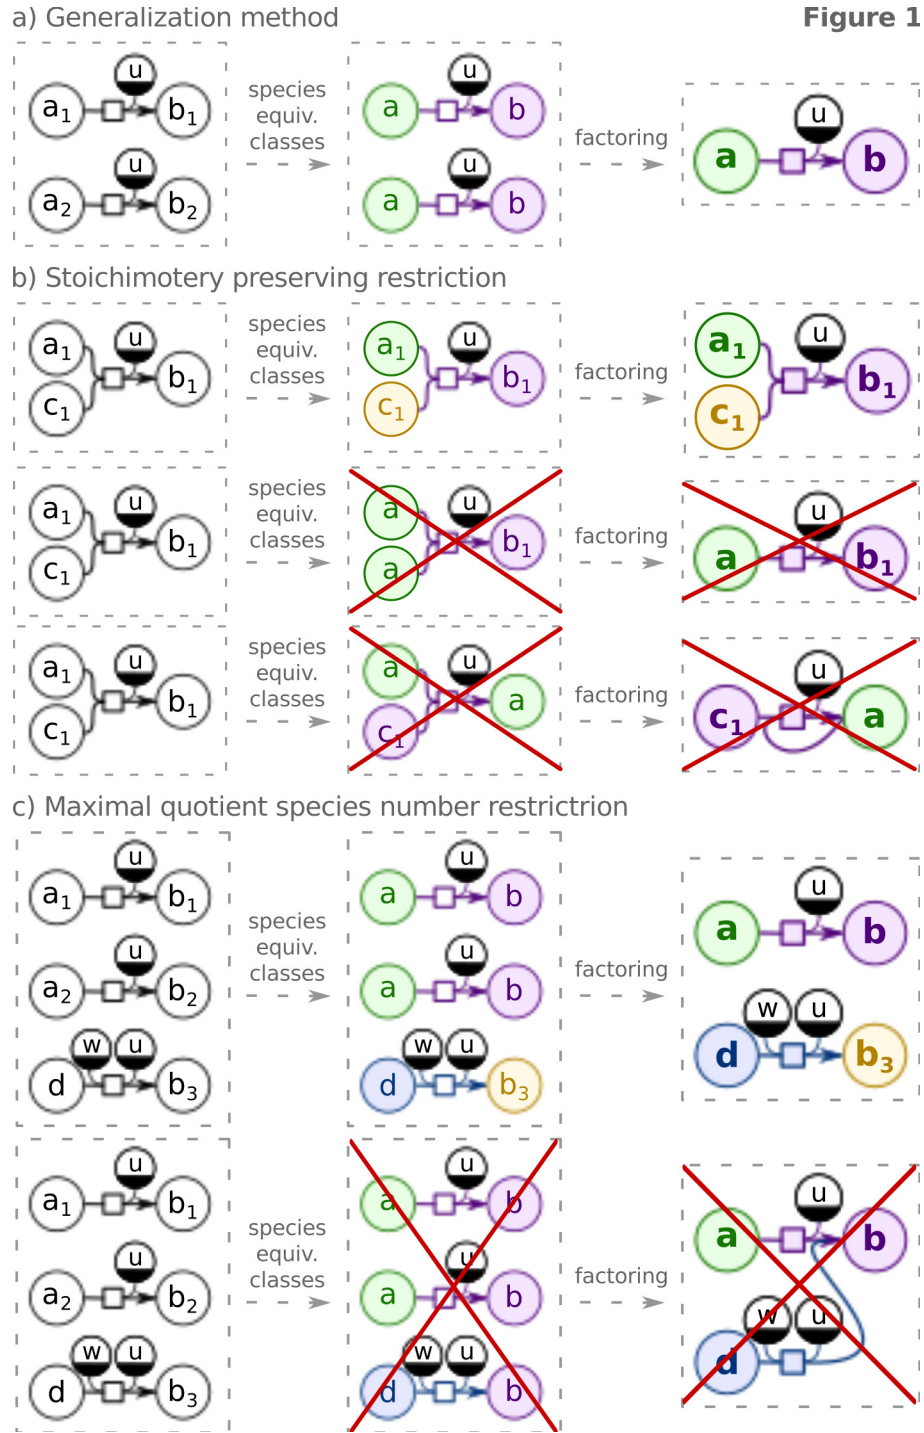 a) Generalization method
Figure 1
a1 u b1
a2 u b2
species
equiv.
classes
a u b
a u b
factoring
a u b
b) Stoichimotery preserving restriction
a1 u b1
c1
species
equiv.
classes
a1 u b1
c1
factoring
a1 u b1
c1
a1 u b1
c1
species
equiv.
classes
a u b1
a
factoring
a u b1
a1 u b1
c1
species
equiv.
classes
a u a
c1
factoring
c1 u a
c) Maximal quotient species number restrictrion
a1 u b1
a2 u b2
d w u b3
species
equiv.
classes
a u b
a u b
d w u b3
factoring
a u b
d w u b3
a1 u b1
a2 u b2
d w u b3
species
equiv.
classes
a u b
a u b
d w u b
factoring
a u b
d w u